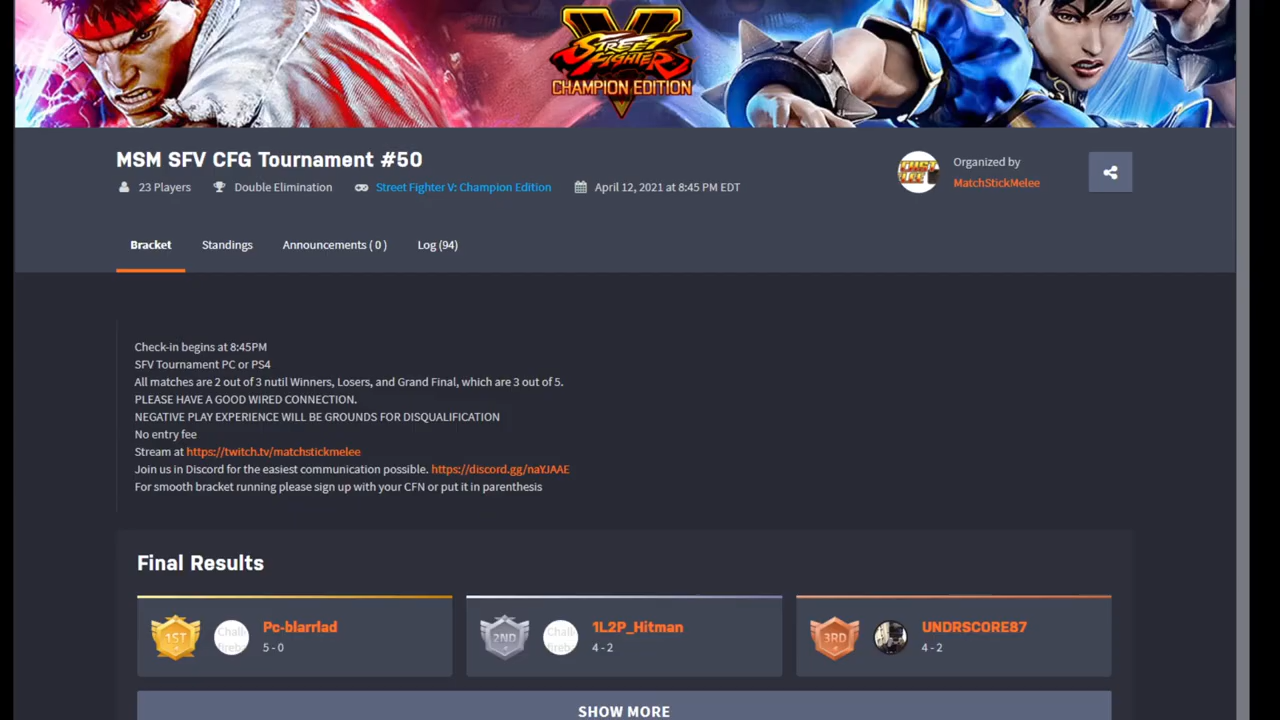 STREET
FIGHTER
CHAMPION EDITION
MSM SFV CFG Tournament #50
23 Players Double Elimination Street Fighter V: Champion Edition April 12, 2021 at 8:45 PM EDT
Organized by
MatchStickMelee
Bracket Standings Announcements ( 0 ) Log (94)
Check-in begins at 8:45PM
SFV Tournament PC or PS4
All matches are 2 out of 3 nutil Winners, Losers, and Grand Final, which are 3 out of 5.
PLEASE HAVE A GOOD WIRED CONNECTION.
NEGATIVE PLAY EXPERIENCE WILL BE GROUNDS FOR DISQUALIFICATION
No entry fee
Stream at https://twitch.tv/matchstickmelee
Join us in Discord for the easiest communication possible. https://discord.gg/naYJAAE
For smooth bracket running please sign up with your CFN or put it in parenthesis
Final Results
1ST Pc-blarrlad
5 - 0
2ND 1L2P_Hitman
4 - 2
3RD UNDRSCORE87
4 - 2
SHOW MORE